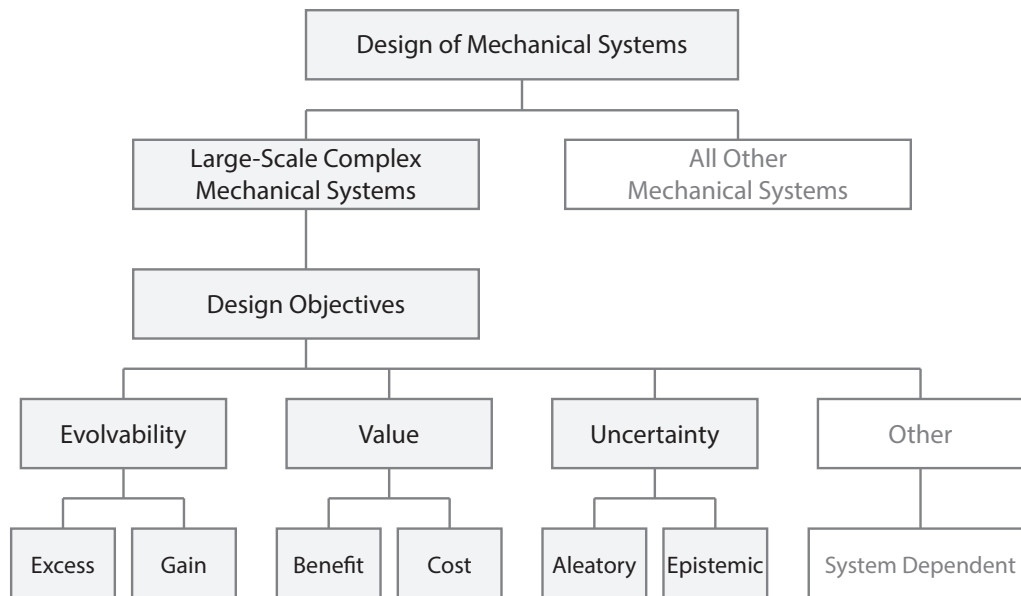 Design of Mechanical Systems
Large-Scale Complex
Mechanical Systems
All Other
Mechanical Systems
Design Objectives
Evolvability
Value
Uncertainty
Other
Excess
Gain
Benefit
Cost
Aleatory
Epistemic
System Dependent